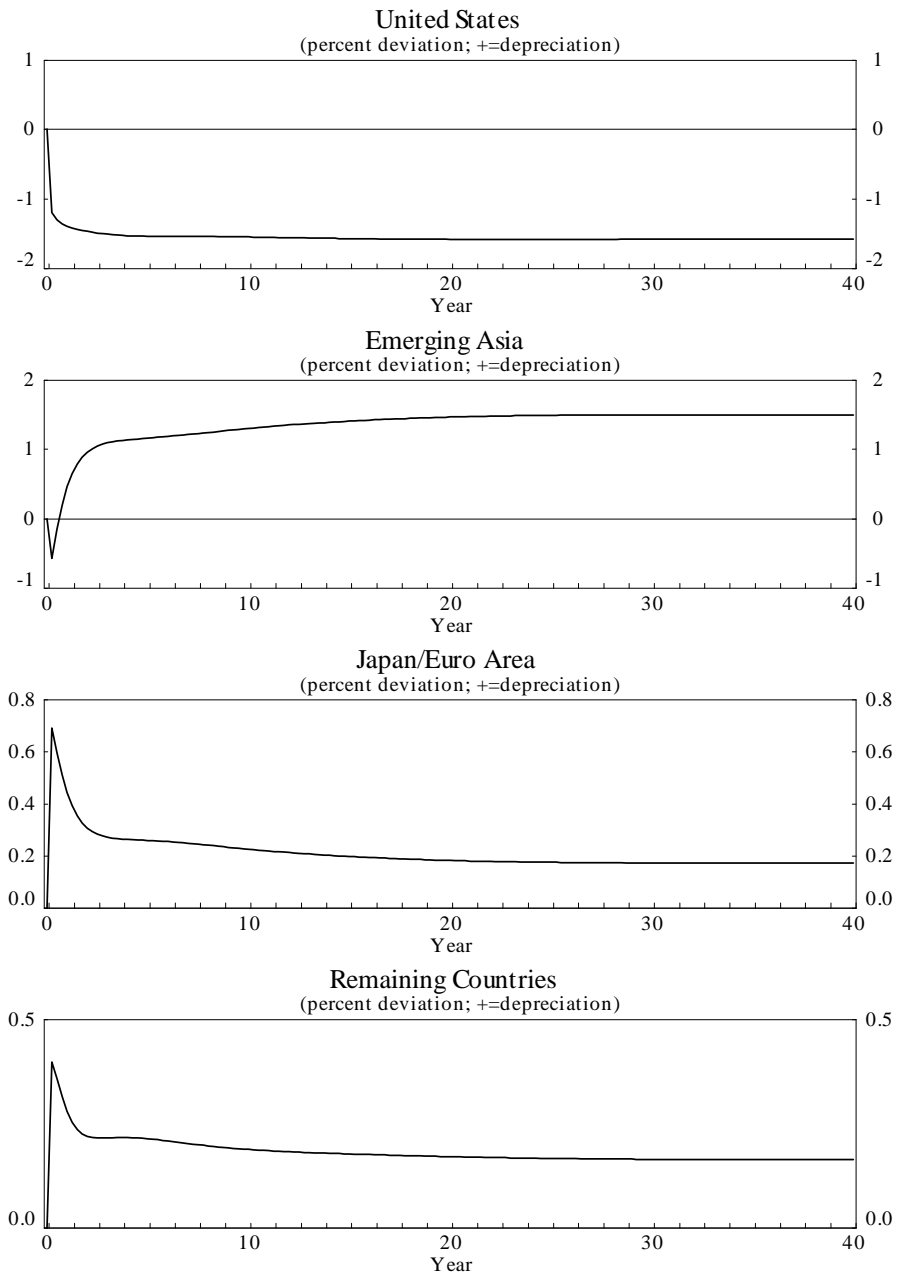 United States
(percent deviation; +=depreciation)
1 1
0 0
-1 -1
-2 -2
0 10 20 30 40
Year
Emerging Asia
(percent deviation; +=depreciation)
2 2
1 1
0 0
-1 -1
0 10 20 30 40
Year
Japan/Euro Area
(percent deviation; +=depreciation)
0.8 0.8
0.6 0.6
0.4 0.4
0.2 0.2
0.0 0.0
0 10 20 30 40
Year
Remaining Countries
(percent deviation; +=depreciation)
0.5 0.5
0.0 0.0
0 10 20 30 40
Year